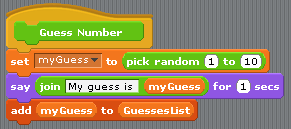 Guess Number
set myGuess to pick random 1 to 10
say join My guess is myGuess for 1 secs
add myGuess to GuessesList